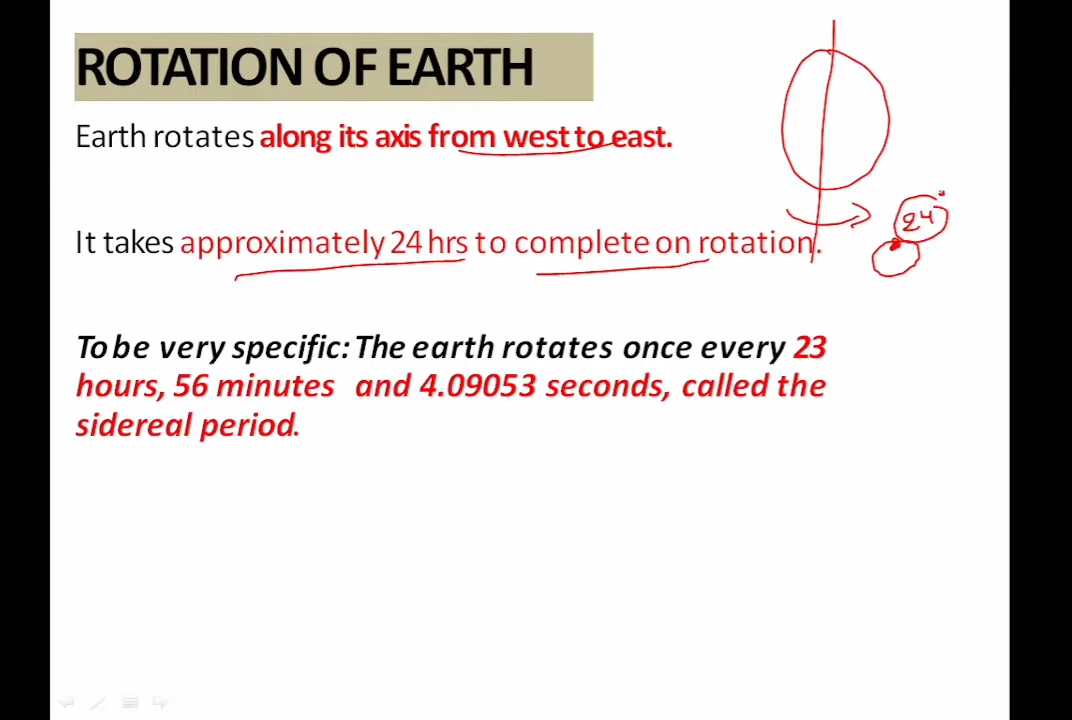 ROTATION OF EARTH
Earth rotates along its axis from west to east.
24
It takes approximately 24 hrs to complete on rotation.
To be very specific: The earth rotates once every 23
hours, 56 minutes and 4.09053 seconds, called the
sidereal period.